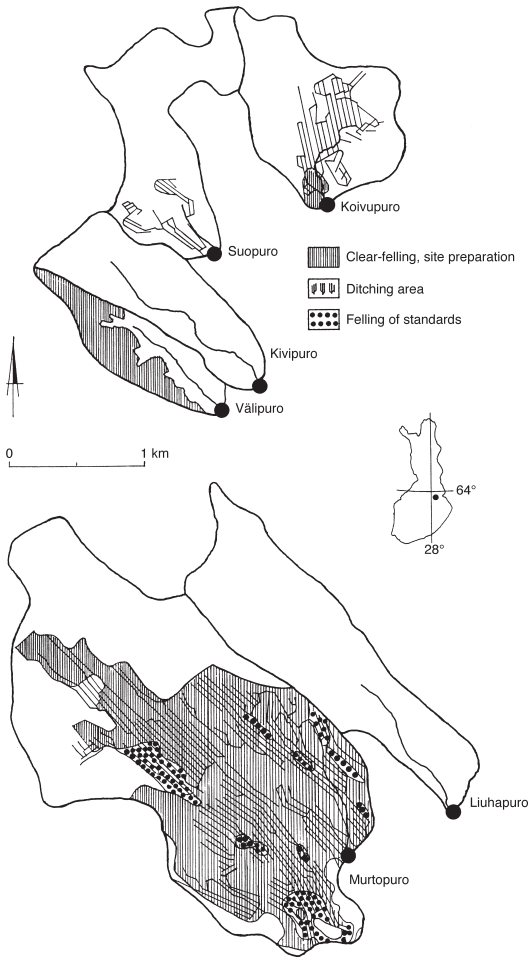 Koivupuro
Suopuro
Clear-felling, site preparation
Ditching area
Felling of standards
Kivipuro
Välipuro
0 1 km
64°
28°
Liuhapuro
Murtopuro